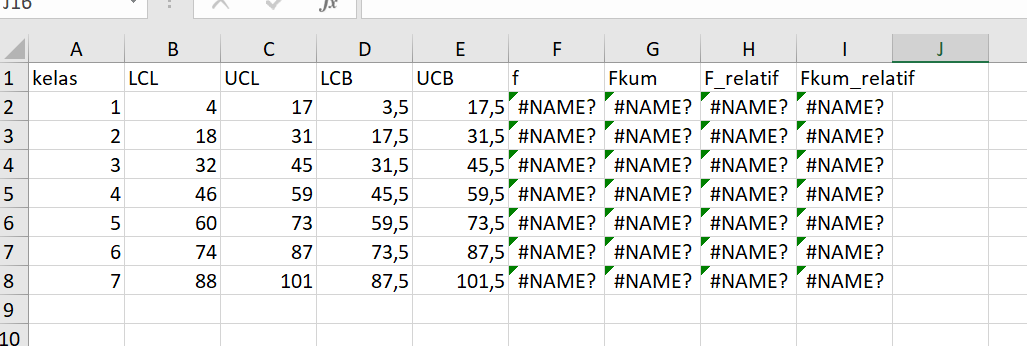 J16 fx
A B C D E F G H I J
1 kelas LCL UCL LCB UCB f Fkum F_relatif Fkum_relatif
2 1 4 17 3,5 17,5 #NAME? #NAME? #NAME? #NAME?
3 2 18 31 17,5 31,5 #NAME? #NAME? #NAME? #NAME?
4 3 32 45 31,5 45,5 #NAME? #NAME? #NAME? #NAME?
5 4 46 59 45,5 59,5 #NAME? #NAME? #NAME? #NAME?
6 5 60 73 59,5 73,5 #NAME? #NAME? #NAME? #NAME?
7 6 74 87 73,5 87,5 #NAME? #NAME? #NAME? #NAME?
8 7 88 101 87,5 101,5 #NAME? #NAME? #NAME? #NAME?
9
10